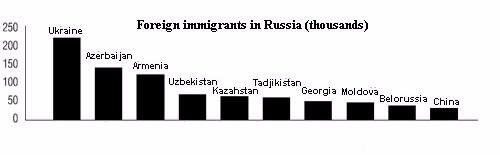 Foreign immigrants in Russia (thousands)
250
200
150
100
50
0
Ukraine
Azerbaijan
Armenia
Uzbekistan
Kazahstan
Tadjikistan
Georgia
Moldova
Belorussia
China